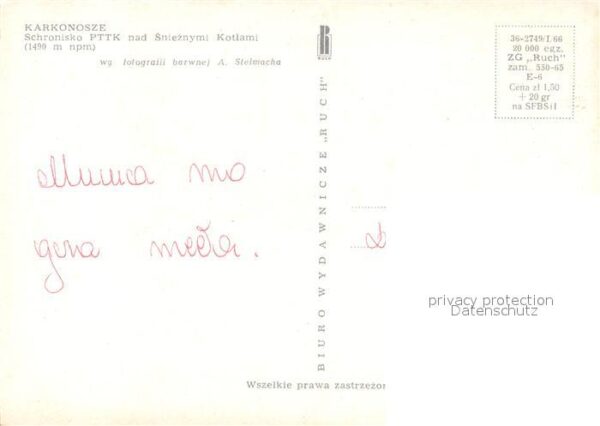 KARKONOSZE
Schronisko PTTK nad Śnieżnymi Kotłami
(1490 m npm)
wg fotografii barwnej A. Stelmacha
RUCH
36-2749/I.66
20 000 egz.
ZG „Ruch”
zam. 530-65
E-6
Cena zł 1,50
+ 20 gr
na SFBSiI
BIURO WYDAWNICZE „RUCH”
mo
privacy protection
Datenschutz
Wszelkie prawa zastrzeżon